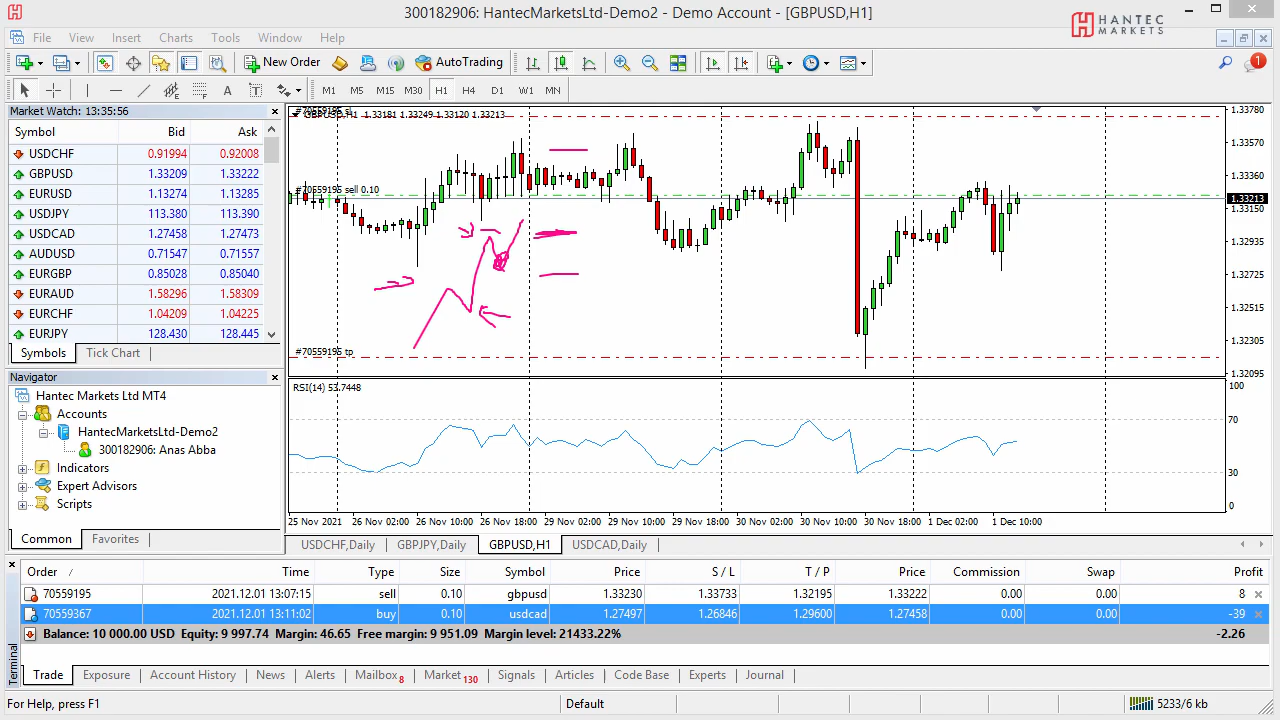 300182906: HantecMarketsLtd-Demo2 - Demo Account - [GBPUSD,H1]
HANTEC
MARKETS
File View Insert Charts Tools Window Help
New Order AutoTrading 1
A T M1 M5 M15 M30 H1 H4 D1 W1 MN
Market Watch: 13:35:56
Symbol Bid Ask
USDCHF 0.91994 0.92008
GBPUSD 1.33209 1.33222
EURUSD 1.13274 1.13285
USDJPY 113.380 113.390
USDCAD 1.27458 1.27473
AUDUSD 0.71547 0.71557
EURGBP 0.85028 0.85040
EURAUD 1.58296 1.58309
EURCHF 1.04209 1.04225
EURJPY 128.430 128.445
Symbols Tick Chart
Navigator
Hantec Markets Ltd MT4
Accounts
HantecMarketsLtd-Demo2
300182906: Anas Abba
Indicators
Expert Advisors
Scripts
Common Favorites
#70559195 sl
GBPUSD,H1 1.33181 1.33249 1.33120 1.33213
#70559195 sell 0.10
#70559195 tp
1.33780
1.33570
1.33360
1.33213
1.33150
1.32935
1.32725
1.32515
1.32305
1.32095
RSI(14) 53.7448
100
70
30
0
25 Nov 2021 26 Nov 02:00 26 Nov 10:00 26 Nov 18:00 29 Nov 02:00 29 Nov 10:00 29 Nov 18:00 30 Nov 02:00 30 Nov 10:00 30 Nov 18:00 1 Dec 02:00 1 Dec 10:00
USDCHF,Daily GBPJPY,Daily GBPUSD,H1 USDCAD,Daily
Order / Time Type Size Symbol Price S / L T / P Price Commission Swap Profit
70559195 2021.12.01 13:07:15 sell 0.10 gbpusd 1.33230 1.33733 1.32195 1.33222 0.00 0.00 8
70559367 2021.12.01 13:11:02 buy 0.10 usdcad 1.27497 1.26846 1.29600 1.27458 0.00 0.00 -39
Balance: 10 000.00 USD Equity: 9 997.74 Margin: 46.65 Free margin: 9 951.09 Margin level: 21433.22% -2.26
Terminal
Trade Exposure Account History News Alerts Mailbox 8 Market 130 Signals Articles Code Base Experts Journal
For Help, press F1 Default 5233/6 kb